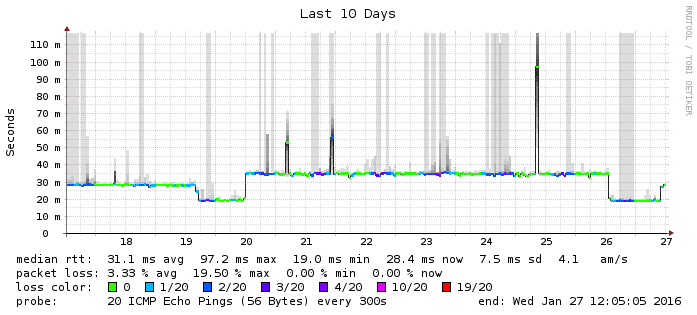 Last 10 Days
RRDTOOL / TOBI OETIKER
Seconds
110 m
100 m
90 m
80 m
70 m
60 m
50 m
40 m
30 m
20 m
10 m
0
18 19 20 21 22 23 24 25 26 27
median rtt: 31.1 ms avg 97.2 ms max 19.0 ms min 28.4 ms now 7.5 ms sd 4.1 am/s
packet loss: 3.33 % avg 19.50 % max 0.00 % min 0.00 % now
loss color: 0 1/20 2/20 3/20 4/20 10/20 19/20
probe: 20 ICMP Echo Pings (56 Bytes) every 300s end: Wed Jan 27 12:05:05 2016